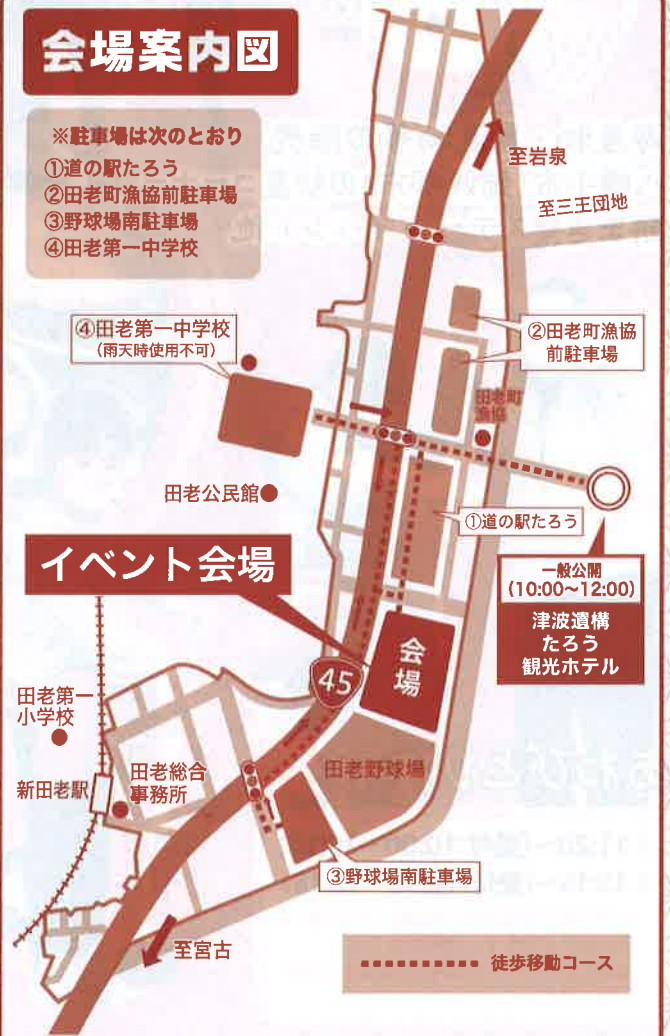 会場案内図
※駐車場は次のとおり
①道の駅たろう
②田老町漁協前駐車場
③野球場南駐車場
④田老第一中学校
至岩泉
至三王団地
④田老第一中学校
(雨天時使用不可)
②田老町漁協
前駐車場
田老町
漁協
田老公民館
①道の駅たろう
イベント会場
一般公開
(10:00~12:00)
津波遺構
たろう
観光ホテル
会場
45
田老第一
小学校
田老野球場
新田老駅
田老総合
事務所
③野球場南駐車場
至宮古
徒歩移動コース